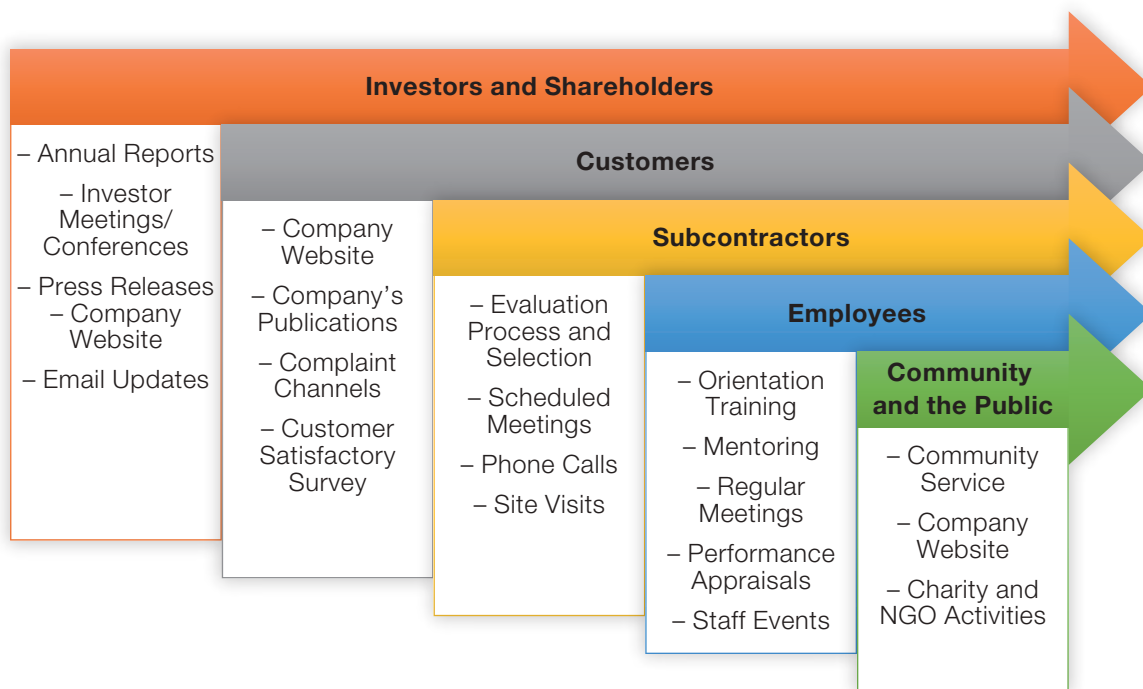 Investors and Shareholders
– Annual Reports
– Investor
Meetings/
Conferences
– Press Releases
– Company
Website
– Email Updates
Customers
– Company
Website
– Company’s
Publications
– Complaint
Channels
– Customer
Satisfactory
Survey
Subcontractors
– Evaluation
Process and
Selection
– Scheduled
Meetings
– Phone Calls
– Site Visits
Employees
– Orientation
Training
– Mentoring
– Regular
Meetings
– Performance
Appraisals
– Staff Events
Community
and the Public
– Community
Service
– Company
Website
– Charity and
NGO Activities